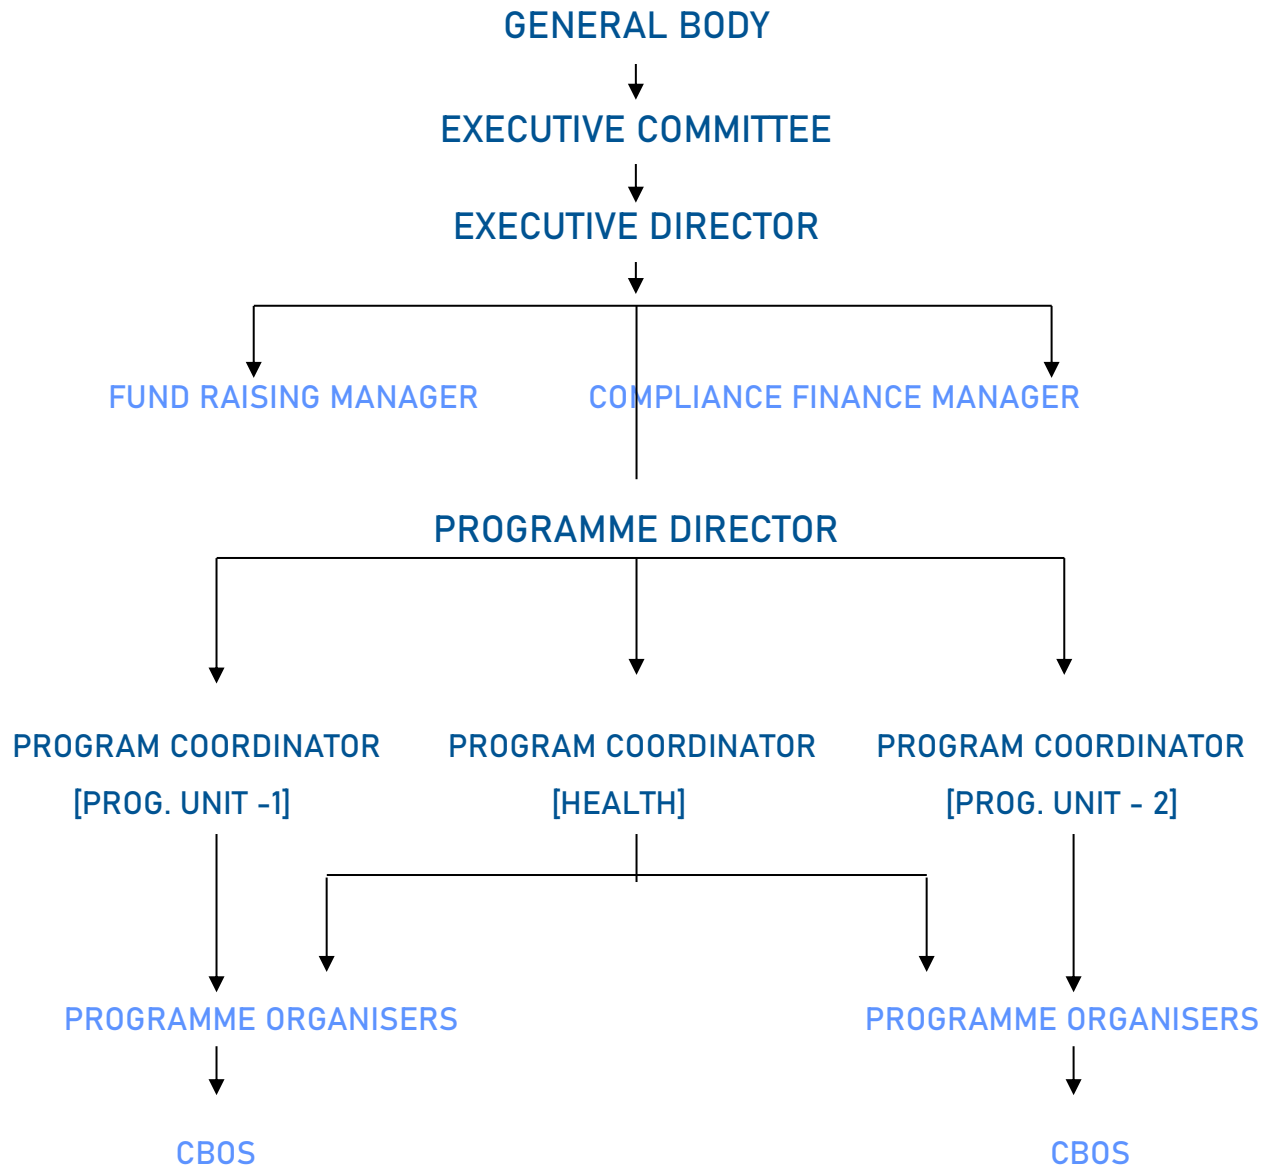 GENERAL BODY
EXECUTIVE COMMITTEE
EXECUTIVE DIRECTOR
FUND RAISING MANAGER
COMPLIANCE FINANCE MANAGER
PROGRAMME DIRECTOR
PROGRAM COORDINATOR
[PROG. UNIT -1]
PROGRAM COORDINATOR
[HEALTH]
PROGRAM COORDINATOR
[PROG. UNIT - 2]
PROGRAMME ORGANISERS
PROGRAMME ORGANISERS
CBOS
CBOS